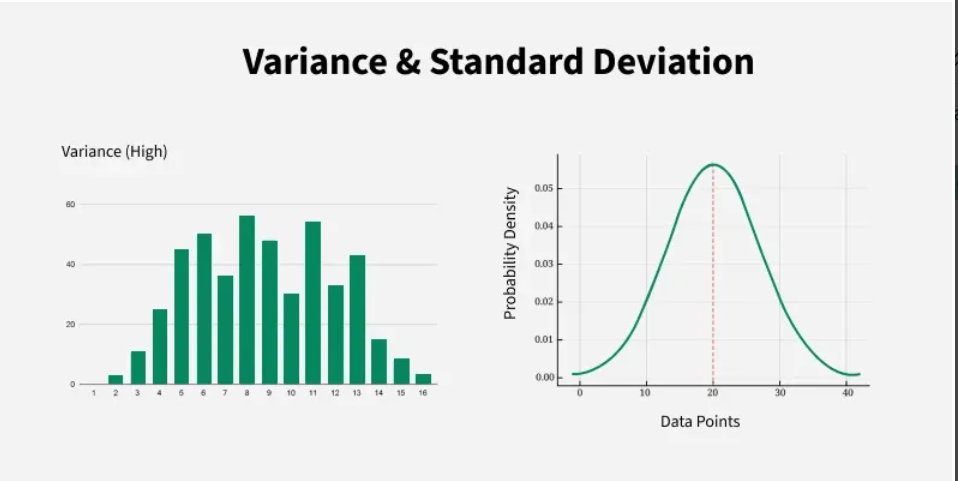 Variance & Standard Deviation
Variance (High)
60
40
20
0
1 2 3 4 5 6 7 8 9 10 11 12 13 14 15 16
Probability Density
0.05
0.04
0.03
0.02
0.01
0.00
0 10 20 30 40
Data Points